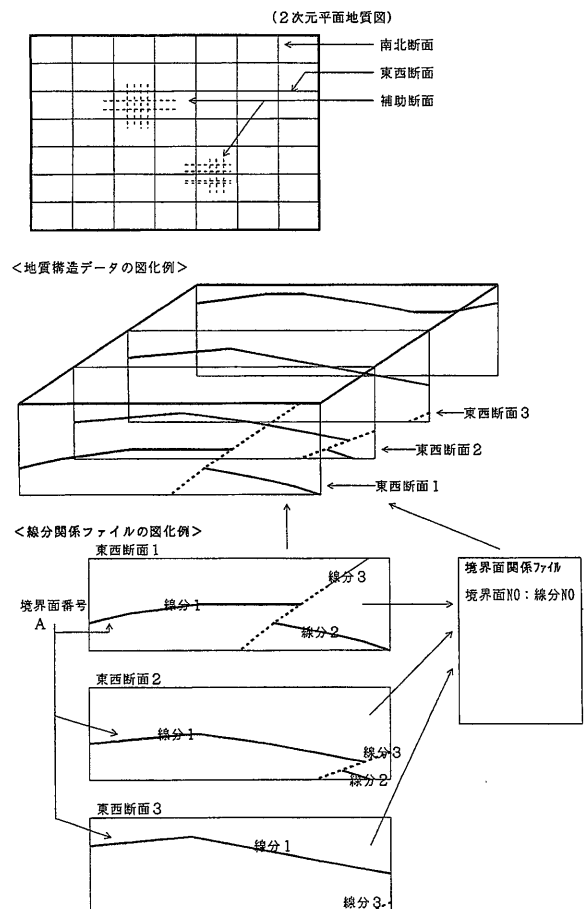 (2次元平面地質図)
南北断面
東西断面
補助断面
<地質構造データの図化例>
東西断面3
東西断面2
東西断面1
<線分関係ファイルの図化例>
東西断面1
線分3
境界面番号
A
線分1
線分2
境界面関係ファイル
境界面NO:線分NO
東西断面2
線分1
線分3
線分2
東西断面3
線分1
線分3